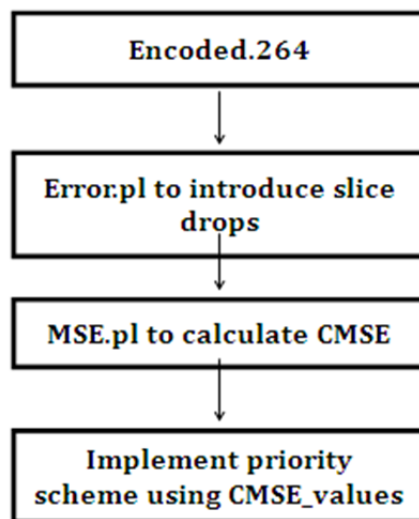 Encoded.264
Error.pl to introduce slice
drops
MSE.pl to calculate CMSE
Implement priority
scheme using CMSE_values